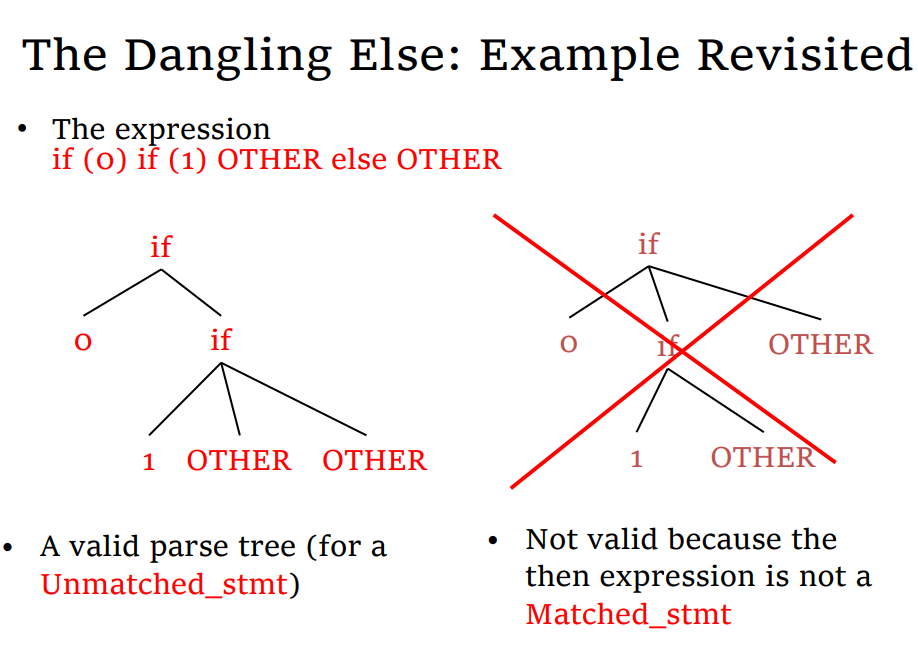 The Dangling Else: Example Revisited
• The expression
if (0) if (1) OTHER else OTHER
if
0 if
1 OTHER OTHER
if
0 if OTHER
1 OTHER
• A valid parse tree (for a
Unmatched_stmt)
• Not valid because the
then expression is not a
Matched_stmt